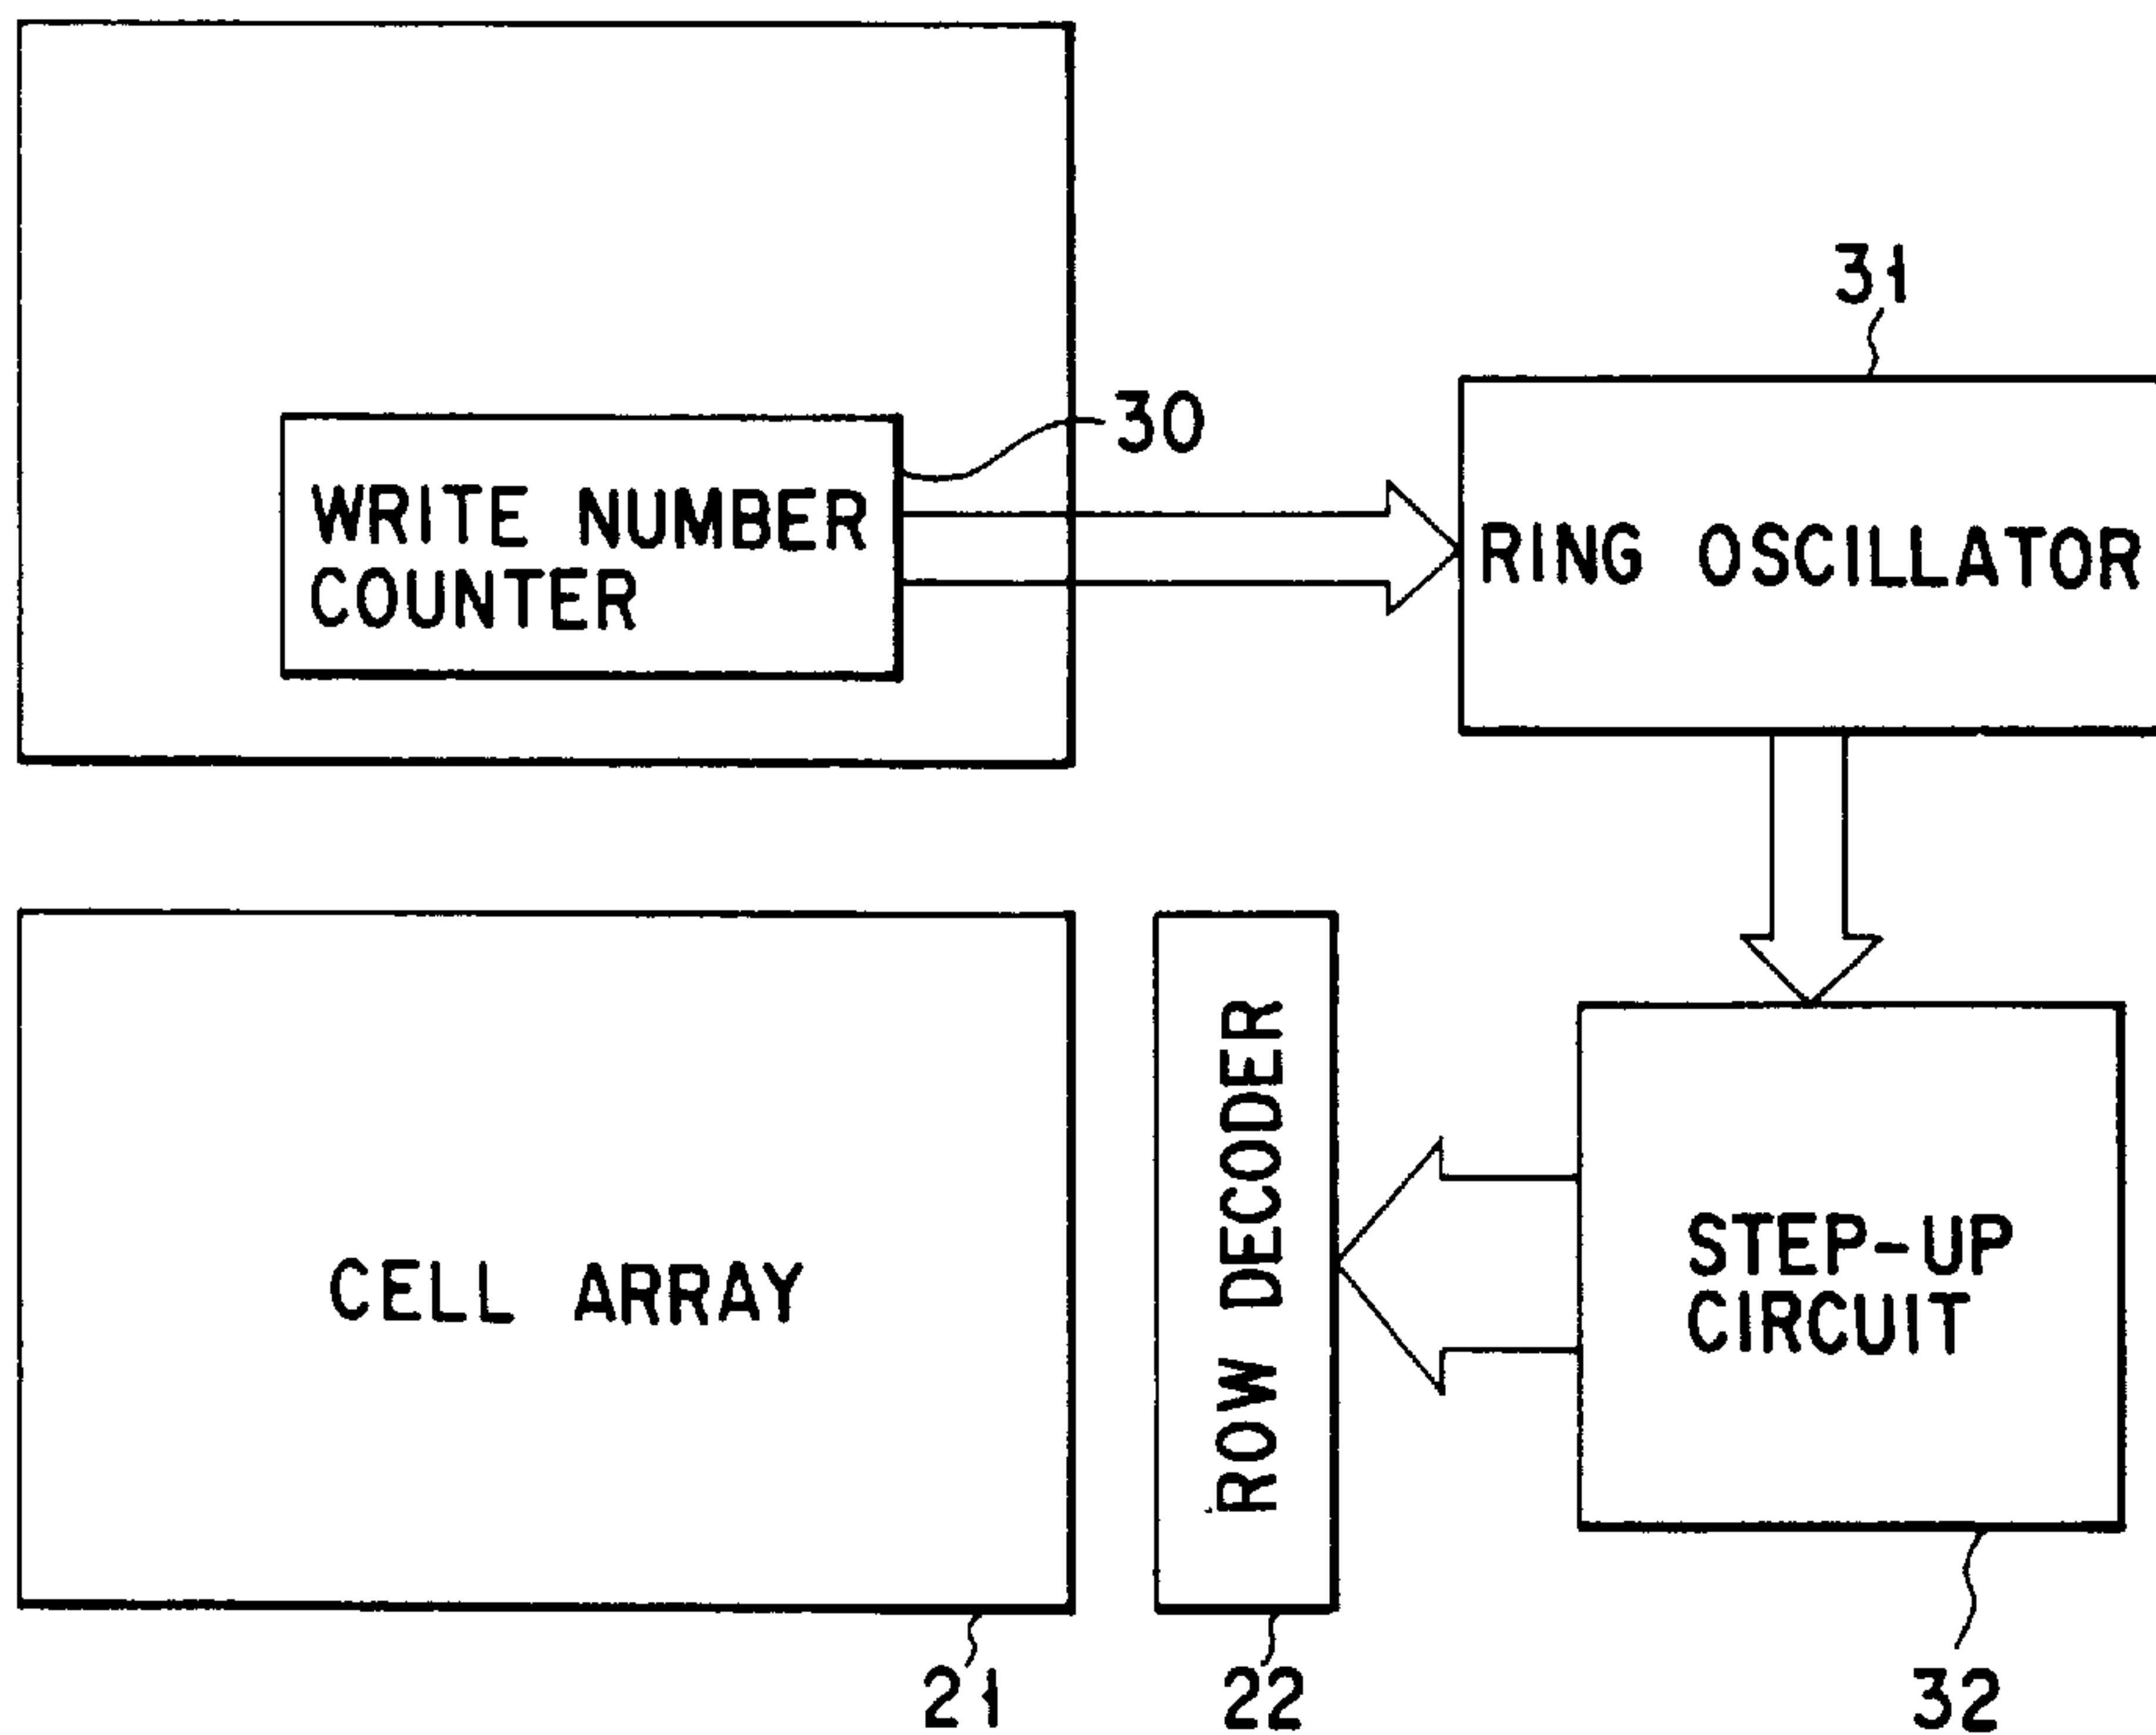 31
30
WRITE NUMBER
COUNTER
RING OSCILLATOR
ROW DECODER
STEP-UP
CIRCUIT
CELL ARRAY
21
22
32